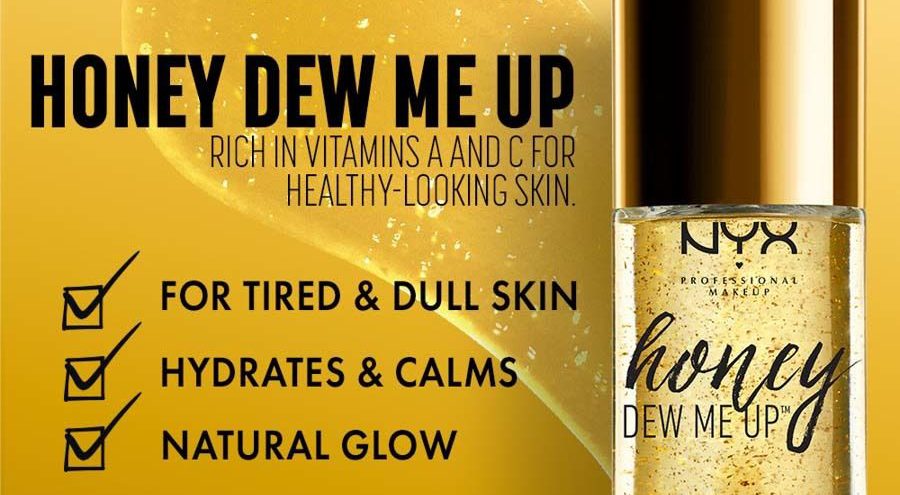 HONEY DEW ME UP
RICH IN VITAMINS A AND C FOR
HEALTHY-LOOKING SKIN.
FOR TIRED & DULL SKIN
HYDRATES & CALMS
NATURAL GLOW
NYX
PROFESSIONAL
MAKEUP
honey
DEW ME UP™